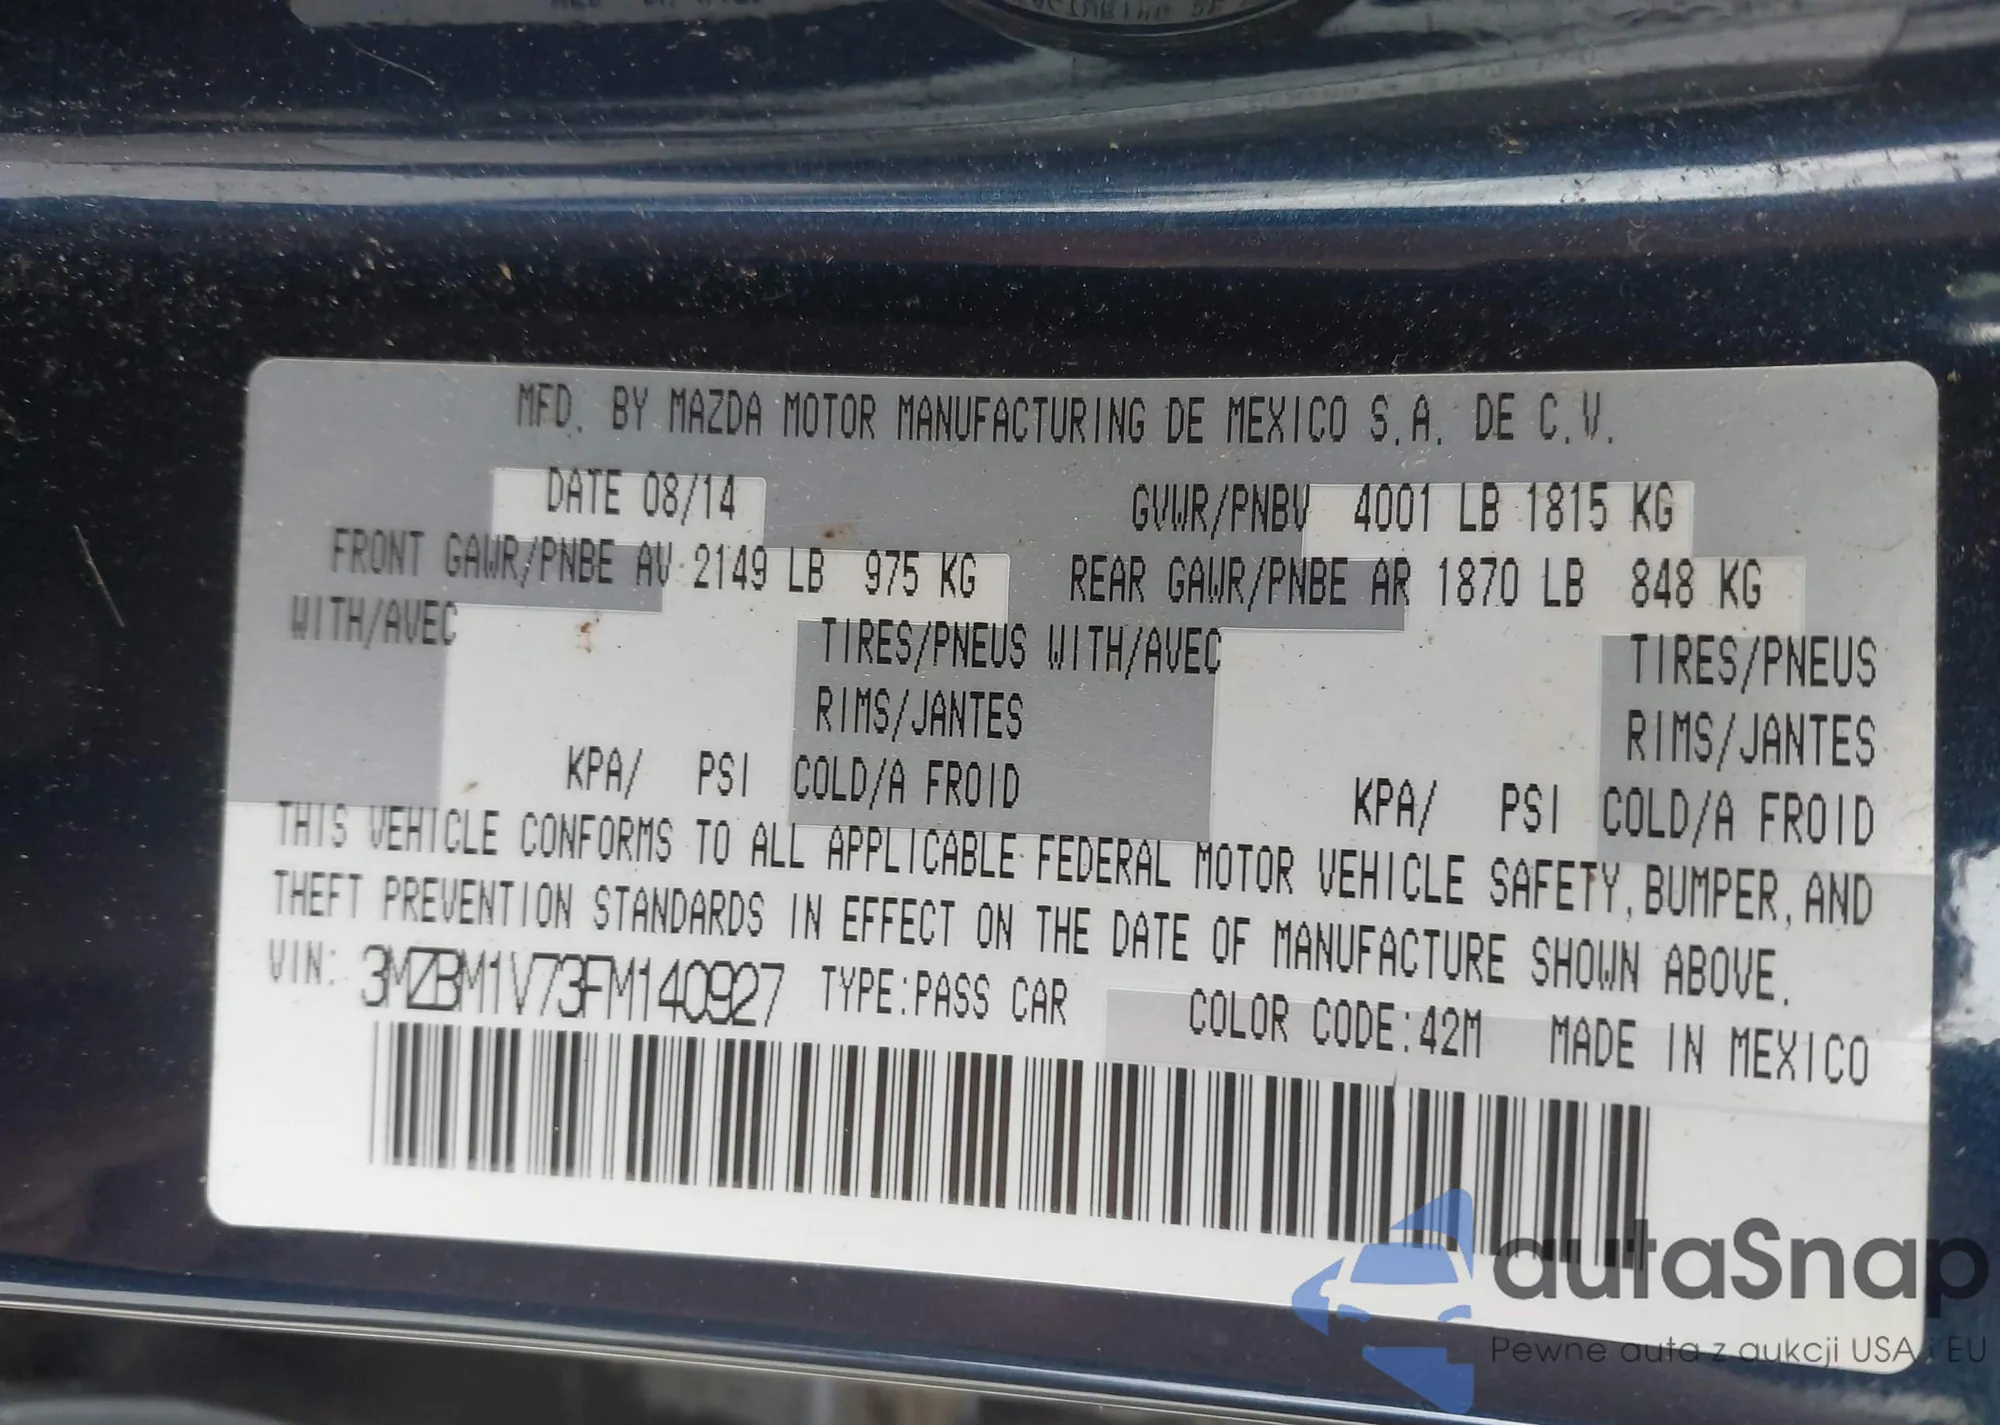 MFD. BY MAZDA MOTOR MANUFACTURING DE MEXICO S.A. DE C.V.
DATE 08/14 GVWR/PNBV 4001 LB 1815 KG
FRONT GAWR/PNBE AV 2149 LB 975 KG REAR GAWR/PNBE AR 1870 LB 848 KG
WITH/AVEC TIRES/PNEUS WITH/AVEC TIRES/PNEUS
RIMS/JANTES RIMS/JANTES
KPA/ PSI COLD/A FROID KPA/ PSI COLD/A FROID
THIS VEHICLE CONFORMS TO ALL APPLICABLE FEDERAL MOTOR VEHICLE SAFETY, BUMPER, AND
THEFT PREVENTION STANDARDS IN EFFECT ON THE DATE OF MANUFACTURE SHOWN ABOVE.
VIN: 3MZBM1V73FM140927 TYPE:PASS CAR COLOR CODE:42M MADE IN MEXICO
autaSnap
Pewne auta z aukcji USA i EU